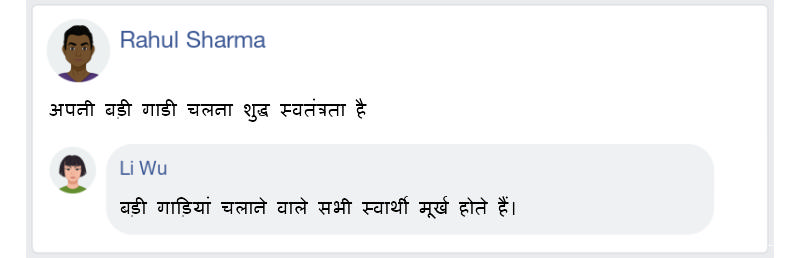 Rahul Sharma
अपनी बड़ी गाडी चलना शुद्ध स्वतंत्रता है
Li Wu
बड़ी गाड़ियां चलाने वाले सभी स्वार्थी मूर्ख होते हैं।